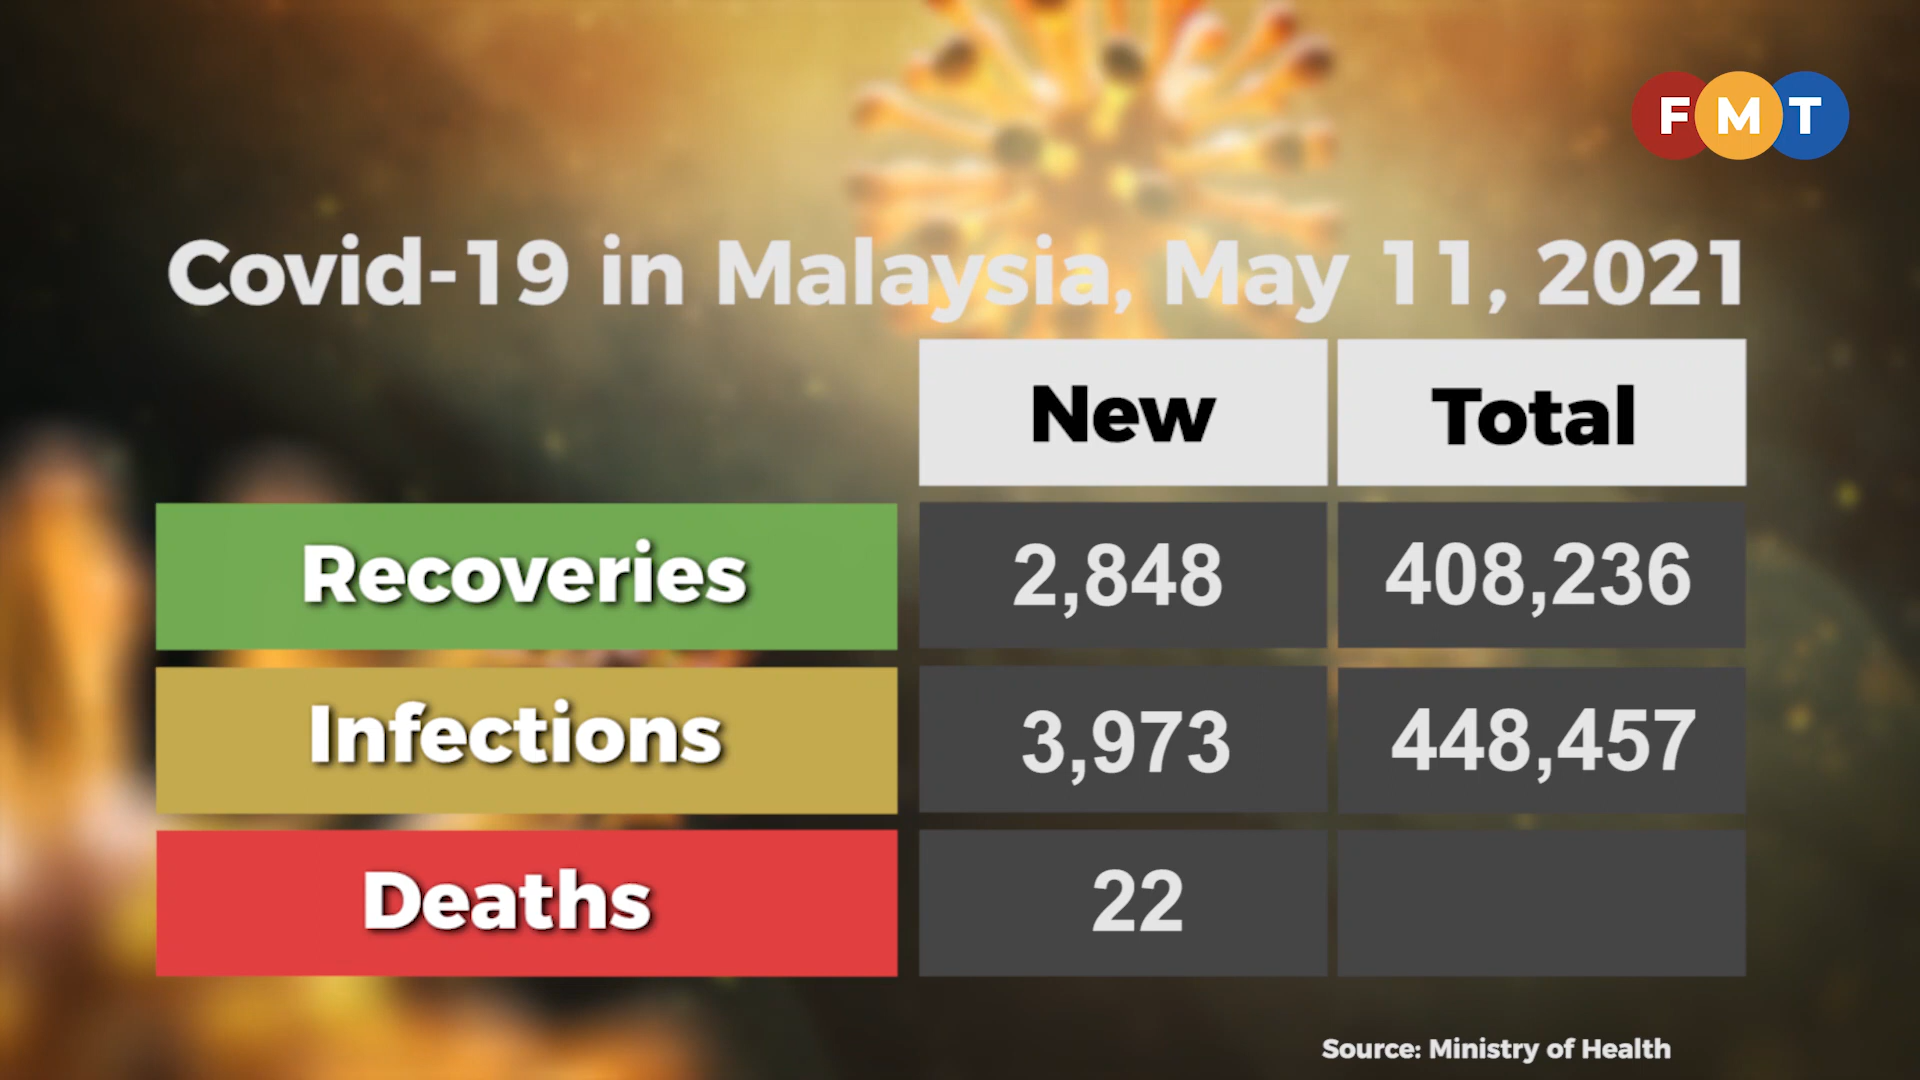 FMT
Covid-19 in Malaysia, May 11, 2021
New Total
Recoveries 2,848 408,236
Infections 3,973 448,457
Deaths 22
Source: Ministry of Health